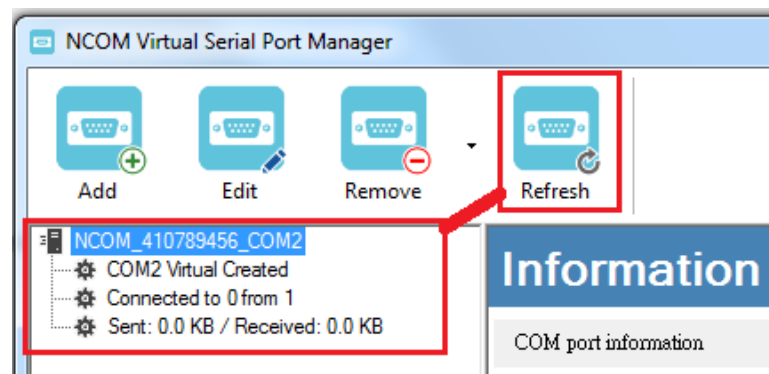 NCOM Virtual Serial Port Manager
Add Edit Remove Refresh
NCOM_410789456_COM2
COM2 Virtual Created
Connected to 0 from 1
Sent: 0.0 KB / Received: 0.0 KB
Information
COM port information